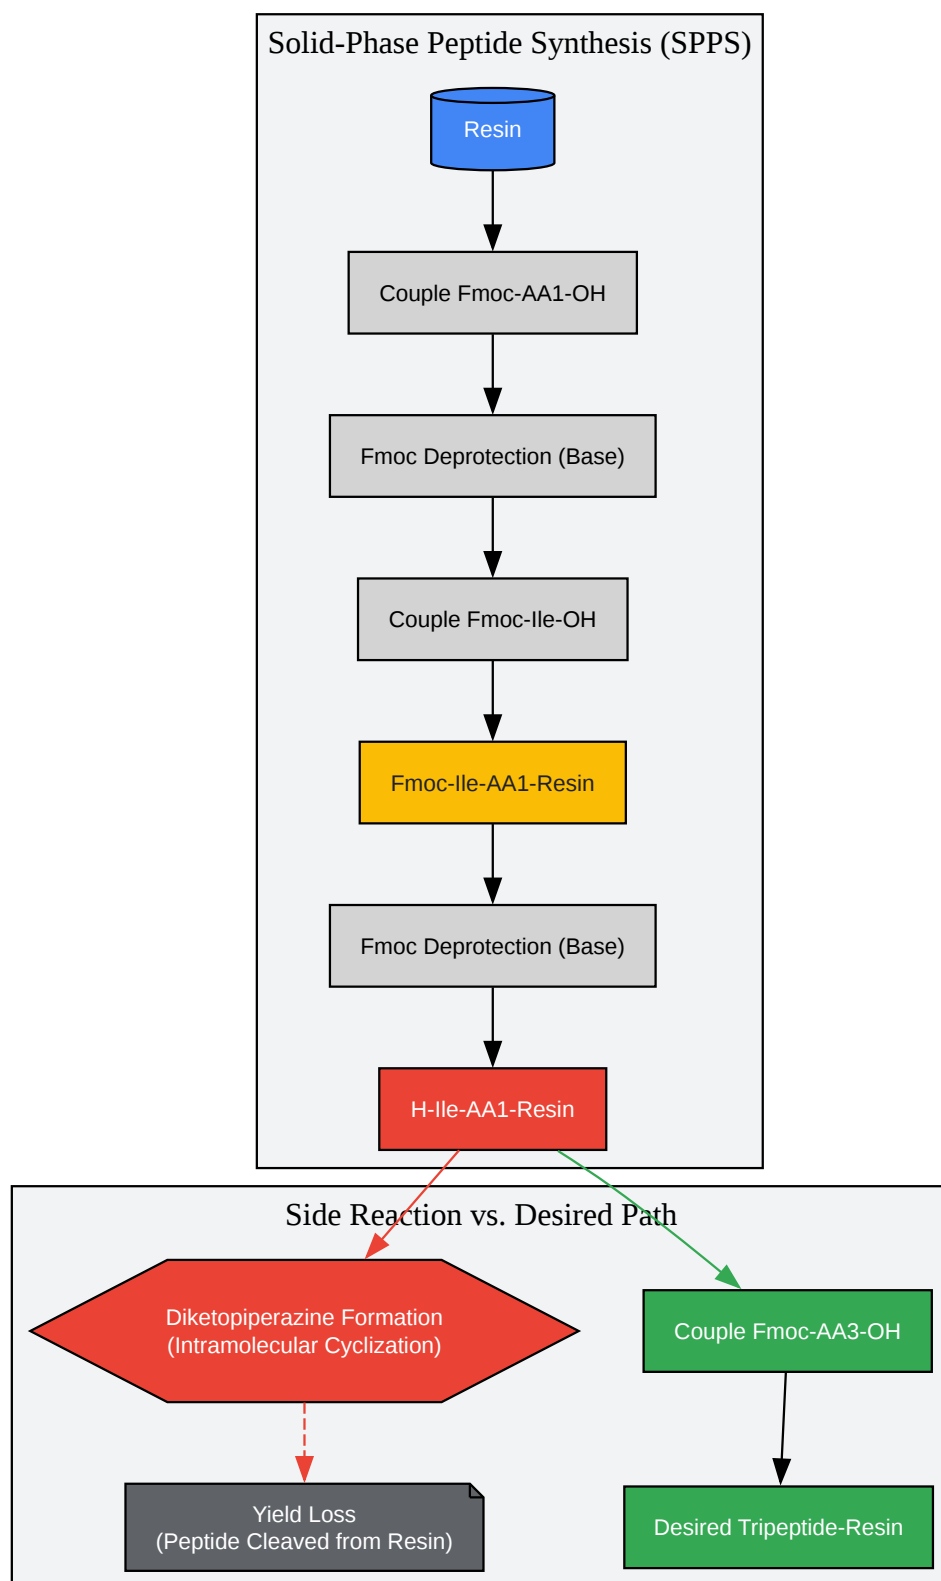 Solid-Phase Peptide Synthesis (SPPS)
Resin
Couple Fmoc-AA1-OH
Fmoc Deprotection (Base)
Couple Fmoc-Ile-OH
Fmoc-Ile-AA1-Resin
Fmoc Deprotection (Base)
H-Ile-AA1-Resin
Side Reaction vs. Desired Path
Diketopiperazine Formation
(Intramolecular Cyclization)
Couple Fmoc-AA3-OH
Yield Loss
(Peptide Cleaved from Resin)
Desired Tripeptide-Resin